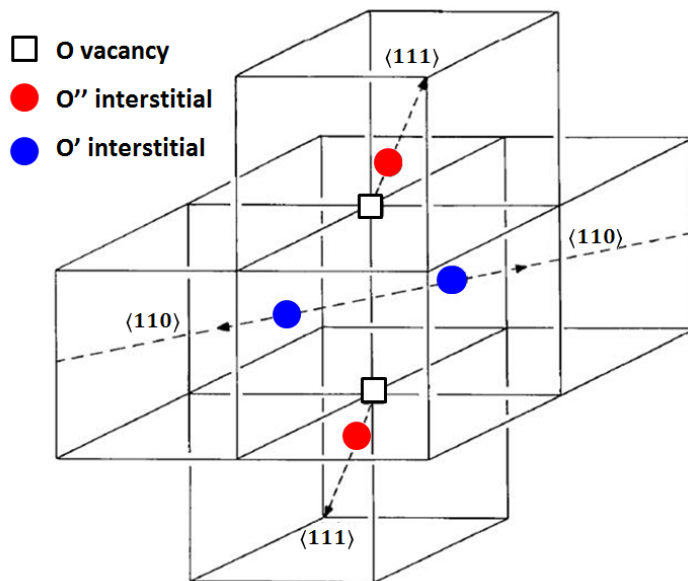 O vacancy
O'' interstitial
O' interstitial
⟨111⟩
⟨110⟩
⟨110⟩
⟨111⟩